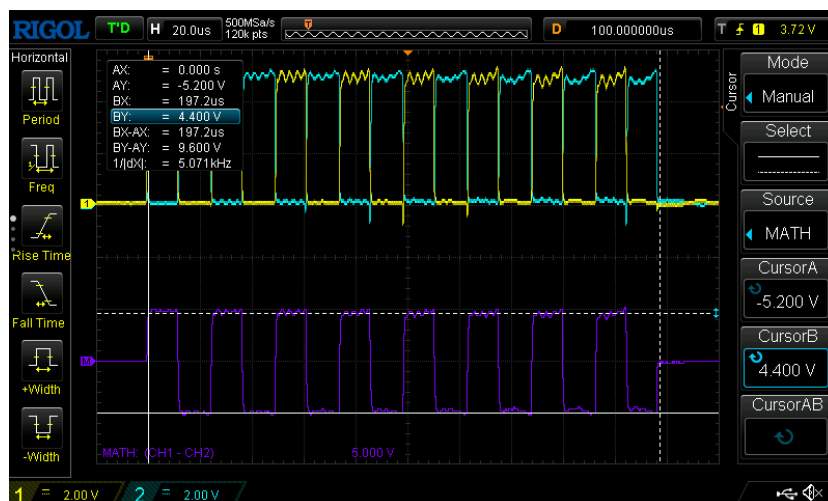 RIGOL T'D H 20.0us 500MSa/s 120k pts D 100.000000us T 1 3.72 V
Horizontal
Period
Freq
Rise Time
Fall Time
+Width
-Width
AX: = 0.000 s
AY: = -5.200 V
BX: = 197.2us
BY: = 4.400 V
BX-AX: = 197.2us
BY-AY: = 9.600 V
1/|dX|: = 5.071kHz
1
M
MATH: (CH1 - CH2) 5.000 V
Cursor
Mode
Manual
Select
Source
MATH
CursorA
-5.200 V
CursorB
4.400 V
CursorAB
1 = 2.00 V 2 = 2.00 V